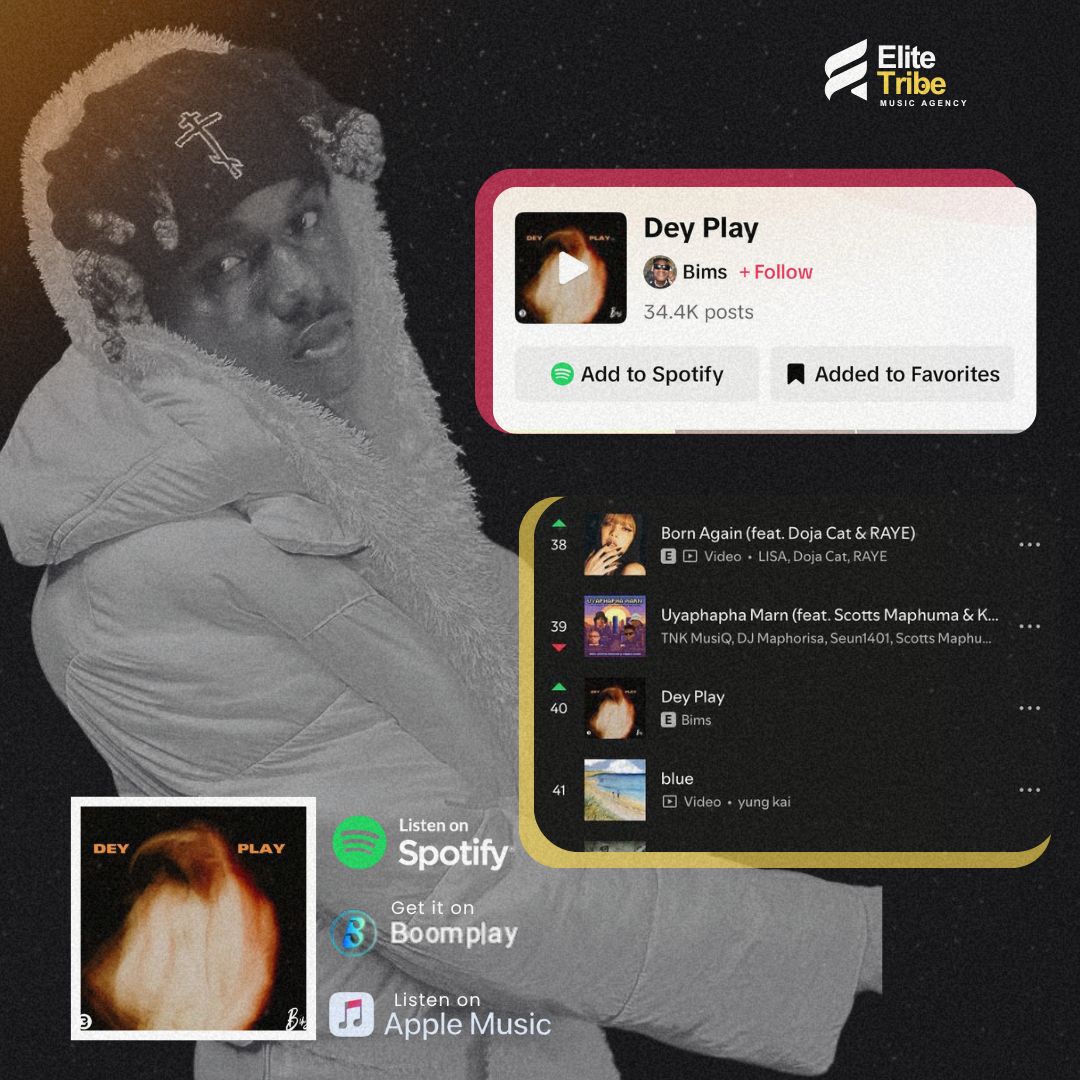 Elite
Tribe
MUSIC AGENCY
DEY PLAY
Dey Play
Bims + Follow
34.4K posts
Add to Spotify
Added to Favorites
38
Born Again (feat. Doja Cat & RAYE)
E Video • LISA, Doja Cat, RAYE
UYAPHAPHA MARN
39
Uyaphapha Marn (feat. Scotts Maphuma & K...
TNK MusiQ, DJ Maphorisa, Seun1401, Scotts Maphu...
DEY PLAY
40
Dey Play
E Bims
41
blue
Video • yung kai
DEY PLAY
Listen on
Spotify
Get it on
Boomplay
Listen on
Apple Music